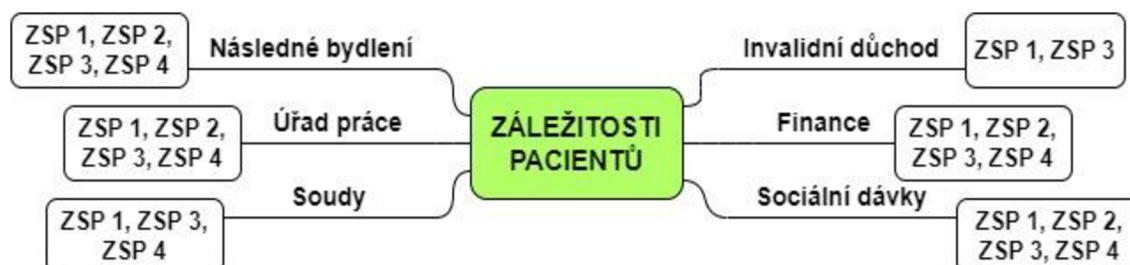 ZSP 1, ZSP 2,
ZSP 3, ZSP 4
Následné bydlení
ZSP 1, ZSP 2,
ZSP 3, ZSP 4
Úřad práce
ZSP 1, ZSP 3,
ZSP 4
Soudy
ZÁLEŽITOSTI
PACIENTŮ
Invalidní důchod
ZSP 1, ZSP 3
Finance
ZSP 1, ZSP 2,
ZSP 3, ZSP 4
Sociální dávky
ZSP 1, ZSP 2,
ZSP 3, ZSP 4